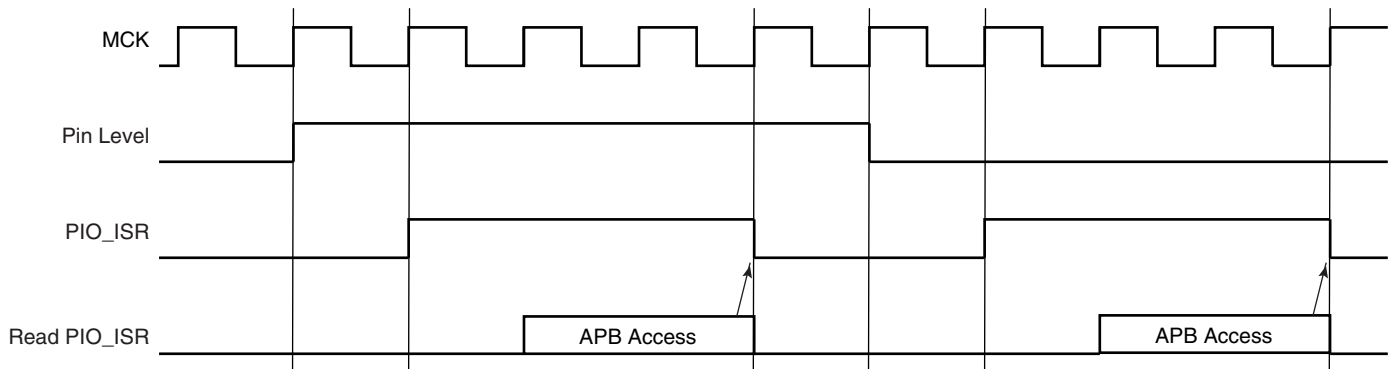 MCK
Pin Level
PIO_ISR
Read PIO_ISR
APB Access
APB Access